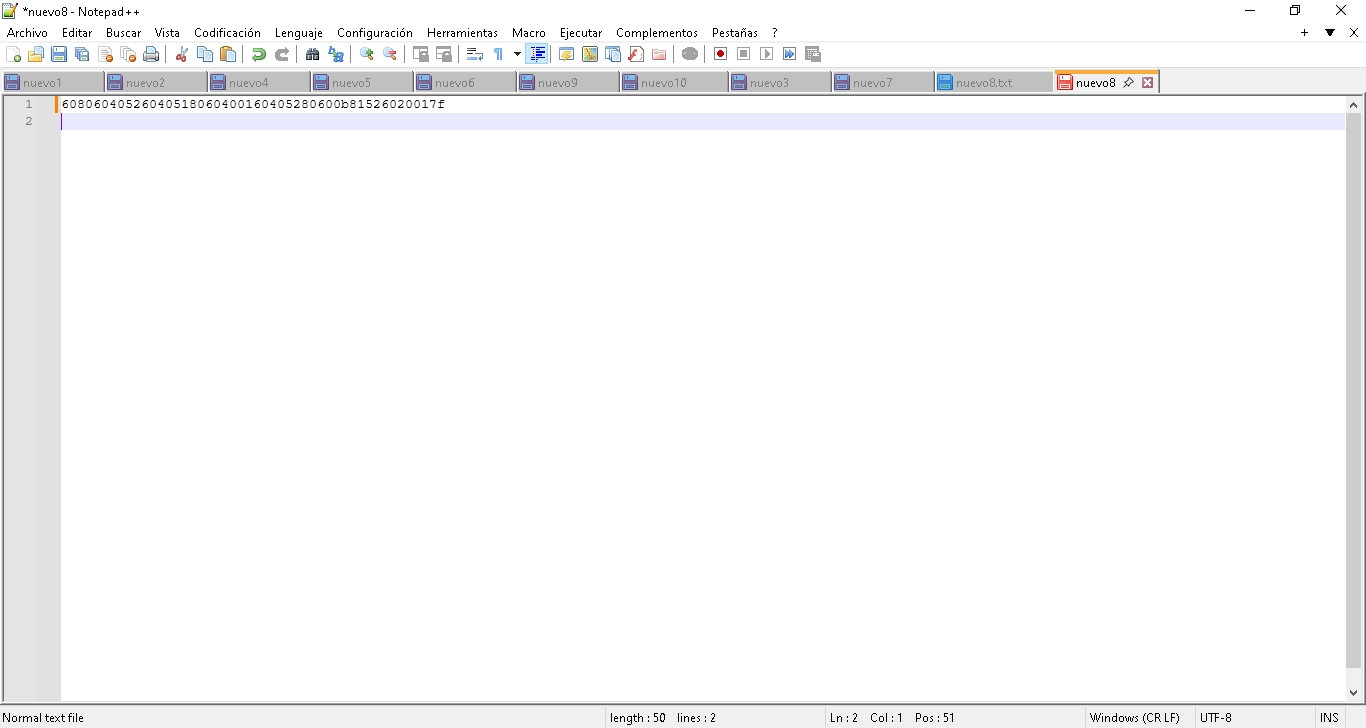 *nuevo8 - Notepad++
Archivo Editar Buscar Vista Codificación Lenguaje Configuración Herramientas Macro Ejecutar Complementos Pestañas ?
nuevo1 nuevo2 nuevo4 nuevo5 nuevo6 nuevo9 nuevo10 nuevo3 nuevo7 nuevo8.txt nuevo8
1 608060405260405180604001604052806​00b81526020017f
2
Normal text file length : 50 lines : 2 Ln : 2 Col : 1 Pos : 51 Windows (CR LF) UTF-8 INS